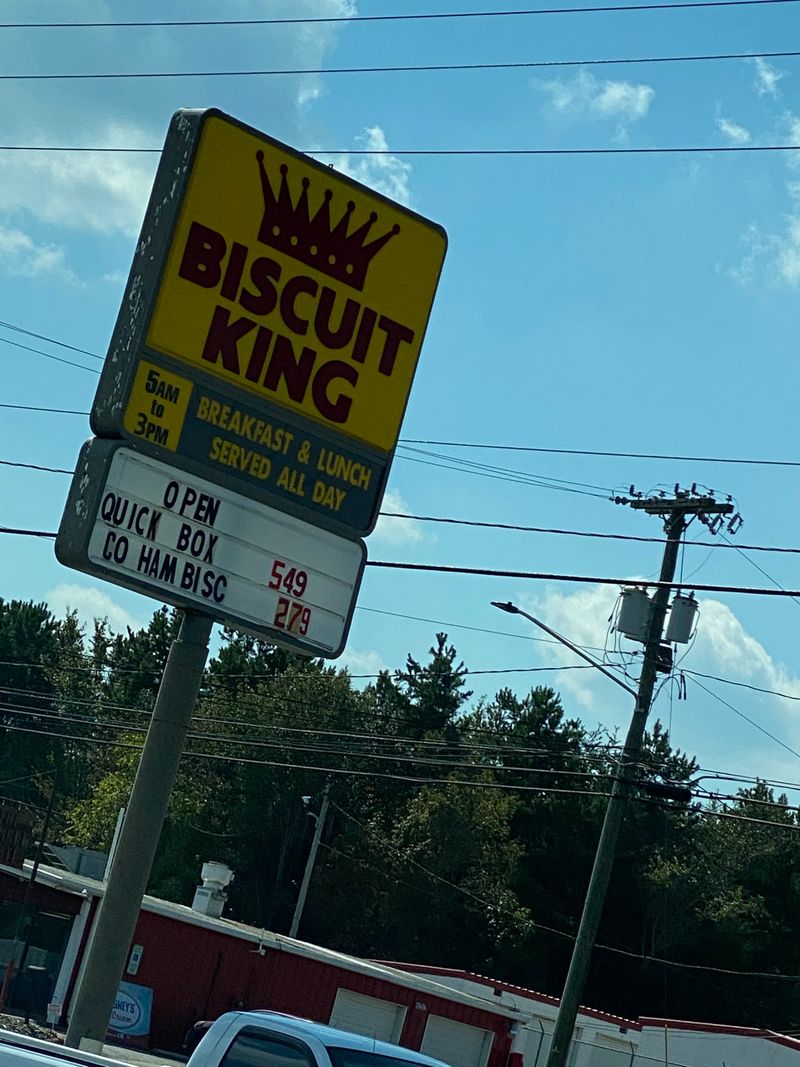 BISCUIT
KING
5AM
to
3PM
BREAKFAST & LUNCH
SERVED ALL DAY
OPEN
QUICK BOX 549
CO HAM BISC 279